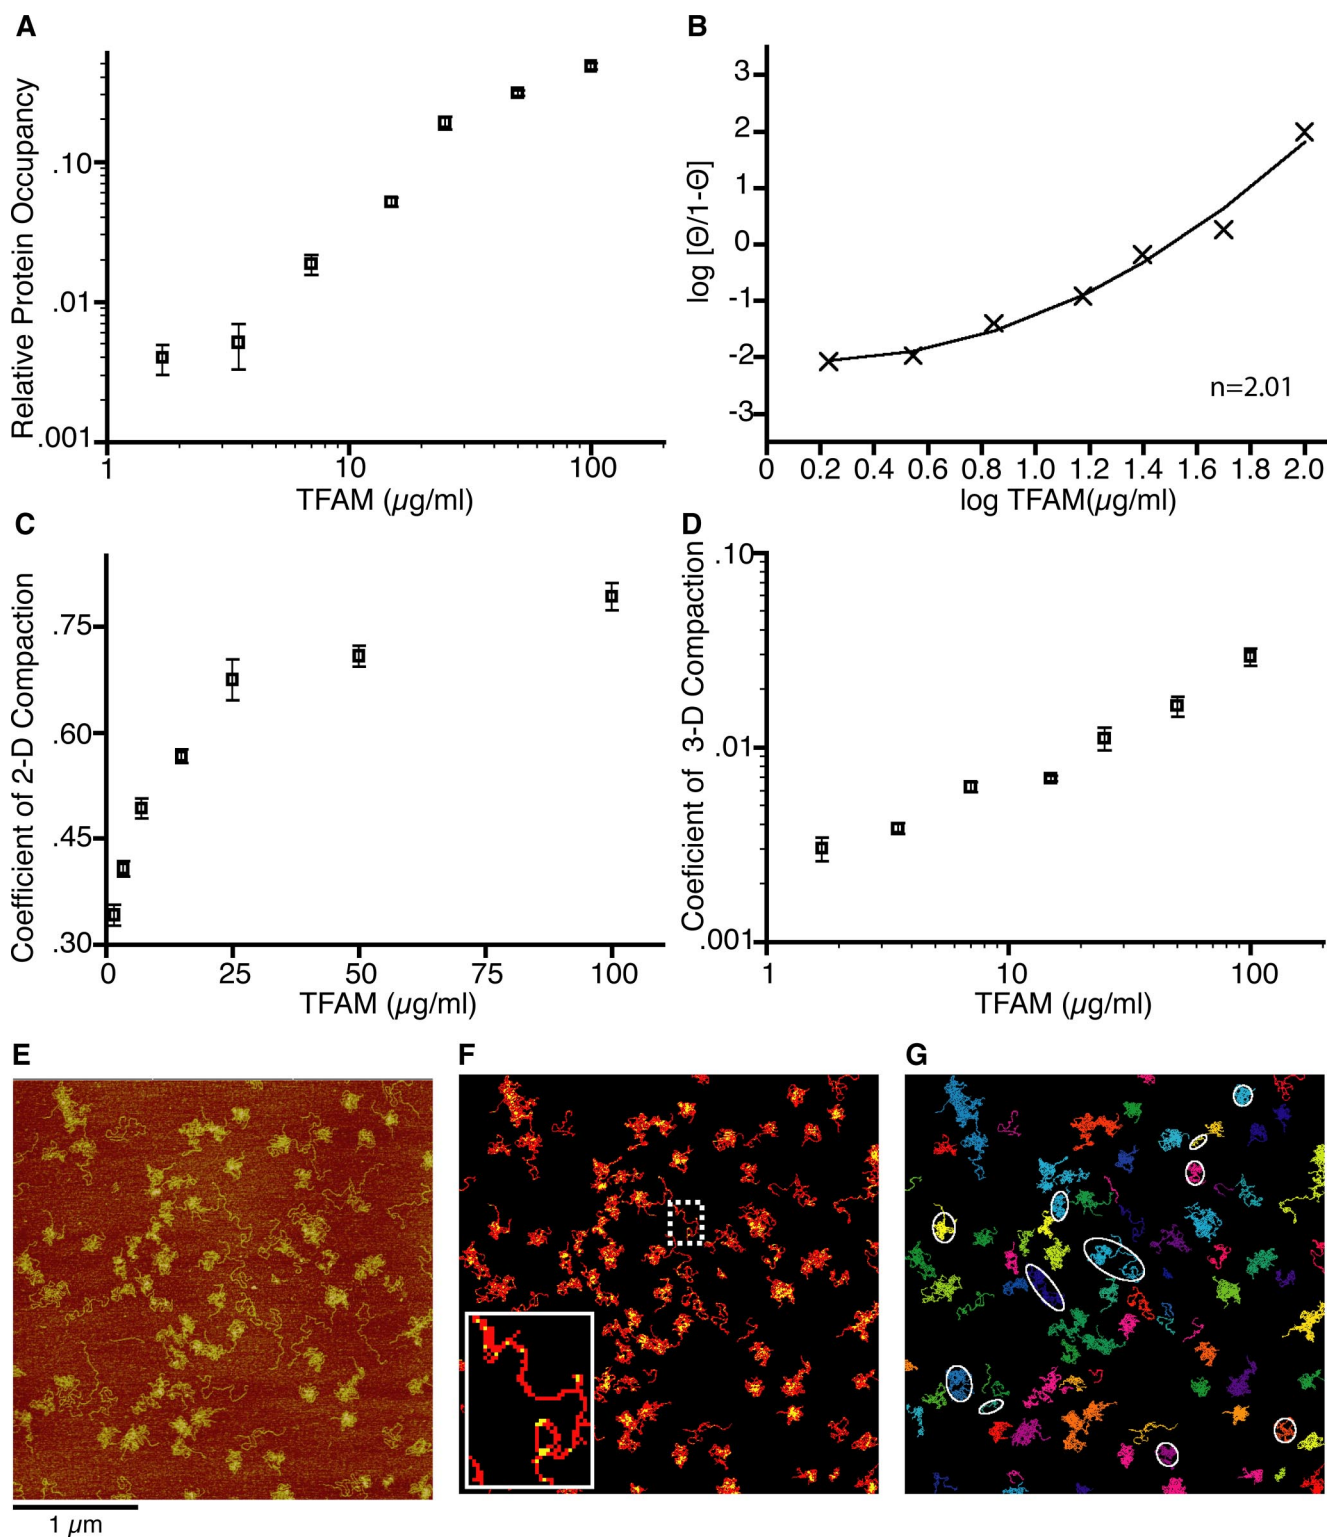 A
Relative Protein Occupancy
.10
.01
.001
1 10 100
TFAM (µg/ml)
B
log [Θ/1-Θ]
3
2
1
0
-1
-2
-3
n=2.01
0 0.2 0.4 0.6 0.8 1.0 1.2 1.4 1.6 1.8 2.0
log TFAM(µg/ml)
C
Coefficient of 2-D Compaction
.75
.60
.45
.30
0 25 50 75 100
TFAM (µg/ml)
D
Coeficient of 3-D Compaction
.10
.01
.001
1 10 100
TFAM (µg/ml)
E
1 µm
F
G